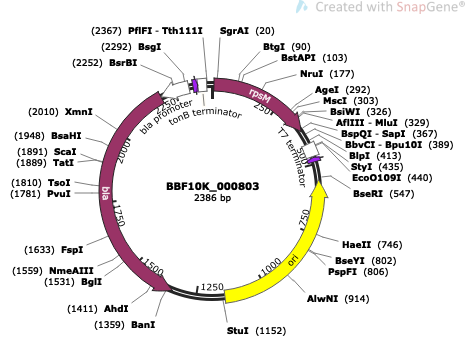 Created with SnapGene®
(2367) PflFI - Tth111I
SgrAI (20)
(2292) BsgI
BtgI (90)
(2252) BsrBI
BstAPI (103)
NruI (177)
AgeI (292)
MscI (303)
BsiWI (326)
AflIII - MluI (329)
BspQI - SapI (367)
BbvCI - Bpu10I (389)
BlpI (413)
StyI (435)
EcoO109I (440)
BseRI (547)
(2010) XmnI
(1948) BsaHI
(1891) ScaI
(1889) TatI
(1810) TsoI
(1781) PvuI
(1633) FspI
(1559) NmeAIII
(1531) BglI
(1411) AhdI
(1359) BanI
HaeII (746)
BseYI (802)
PspFI (806)
AlwNI (914)
StuI (1152)
rpsM
bla promoter
tonB terminator
T7 terminator
bla
ori
250
500
750
1000
1250
1500
1750
2000
2250
BBF10K_000803
2386 bp